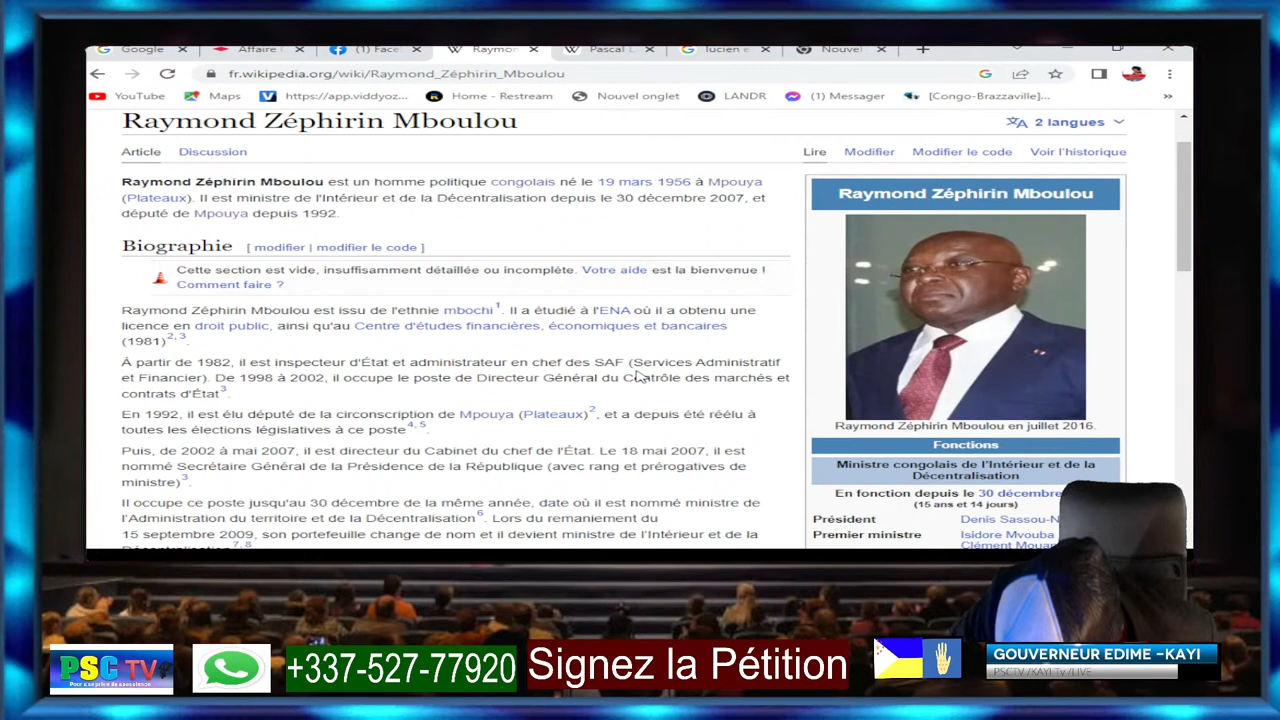 Google
Affaire
(1) Face
Raymon
Pascal
lucien e
Nouvel
fr.wikipedia.org/wiki/Raymond_Zéphirin_Mboulou
YouTube
Maps
https://app.viddyoz...
Home - Restream
Nouvel onglet
LANDR
(1) Messager
[Congo-Brazzaville]...
»
Raymond Zéphirin Mboulou
2 langues
Article Discussion
Lire Modifier Modifier le code Voir l'historique
Raymond Zéphirin Mboulou est un homme politique congolais né le 19 mars 1956 à Mpouya
(Plateaux). Il est ministre de l'Intérieur et de la Décentralisation depuis le 30 décembre 2007, et
député de Mpouya depuis 1992.
Biographie [ modifier | modifier le code ]
Cette section est vide, insuffisamment détaillée ou incomplète. Votre aide est la bienvenue !
Comment faire ?
Raymond Zéphirin Mboulou est issu de l'ethnie mbochi 1. Il a étudié à l'ENA où il a obtenu une
licence en droit public, ainsi qu'au Centre d'études financières, économiques et bancaires
(1981) 2, 3.
À partir de 1982, il est inspecteur d'État et administrateur en chef des SAF (Services Administratif
et Financier). De 1998 à 2002, il occupe le poste de Directeur Général du Contrôle des marchés et
contrats d'État 3.
En 1992, il est élu député de la circonscription de Mpouya (Plateaux) 2, et a depuis été réélu à
toutes les élections législatives à ce poste 4, 5.
Puis, de 2002 à mai 2007, il est directeur du Cabinet du chef de l'État. Le 18 mai 2007, il est
nommé Secrétaire Général de la Présidence de la République (avec rang et prérogatives de
ministre) 3.
Il occupe ce poste jusqu'au 30 décembre de la même année, date où il est nommé ministre de
l'Administration du territoire et de la Décentralisation 6. Lors du remaniement du
15 septembre 2009, son portefeuille change de nom et il devient ministre de l'Intérieur et de la
Décentralisation 7, 8
Raymond Zéphirin Mboulou
Raymond Zéphirin Mboulou en juillet 2016.
Fonctions
Ministre congolais de l'Intérieur et de la
Décentralisation
En fonction depuis le 30 décembre
(15 ans et 14 jours)
Président Denis Sassou-N
Premier ministre Isidore Mvouba
Clément Mouar
PSC TV
+337-527-77920
Signez la Pétition
GOUVERNEUR EDIME –KAYI
PSCTV /KAYI Tv /LIVE